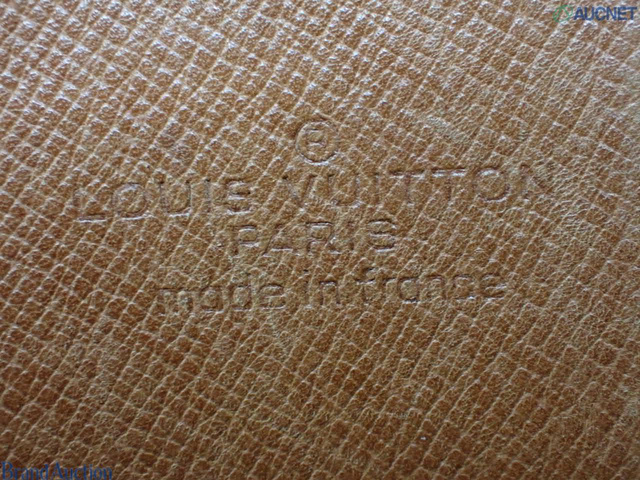 AUCNET
®
LOUIS VUITTON
PARIS
made in france
Brand Auction